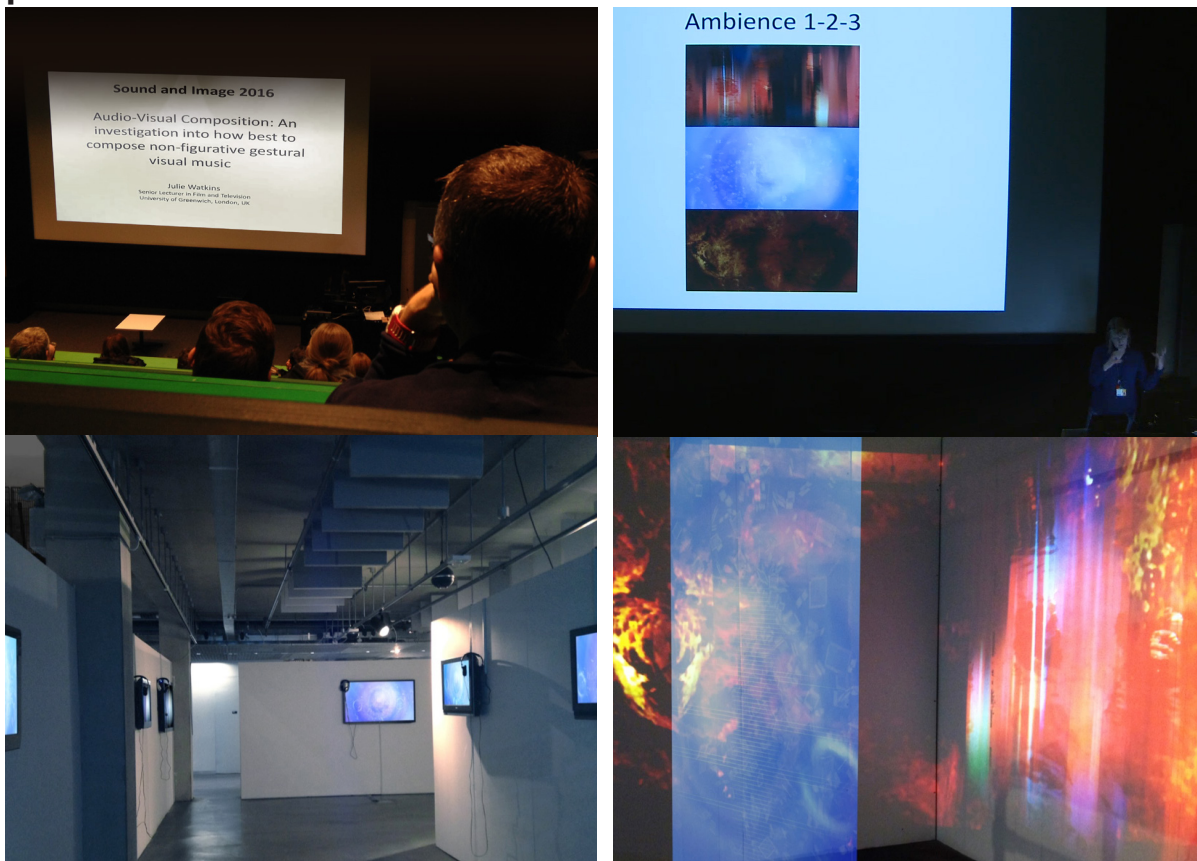 Sound and Image 2016
Audio-Visual Composition: An
investigation into how best to
compose non-figurative gestural
visual music
Julie Watkins
Senior Lecturer in Film and Television
University of Greenwich, London, UK
Ambience 1-2-3